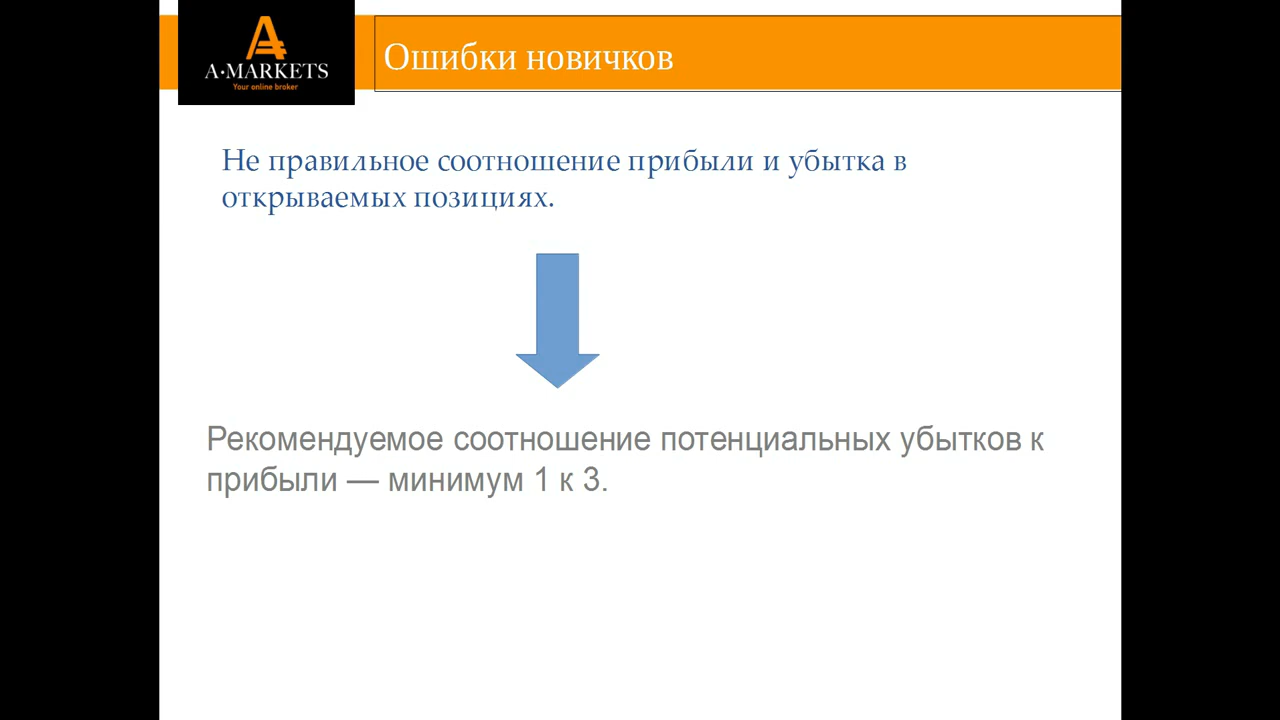 A·MARKETS
Your online broker
Ошибки новичков
Не правильное соотношение прибыли и убытка в
открываемых позициях.
Рекомендуемое соотношение потенциальных убытков к
прибыли — минимум 1 к 3.